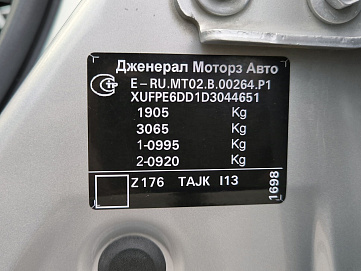 Дженерал Моторз Авто
E – RU.MT02.B.00264.P1
XUFPE6DD1D3044651
1905 Kg
3065 Kg
1-0995 Kg
2-0920 Kg
Z176 TAJK I13
1698